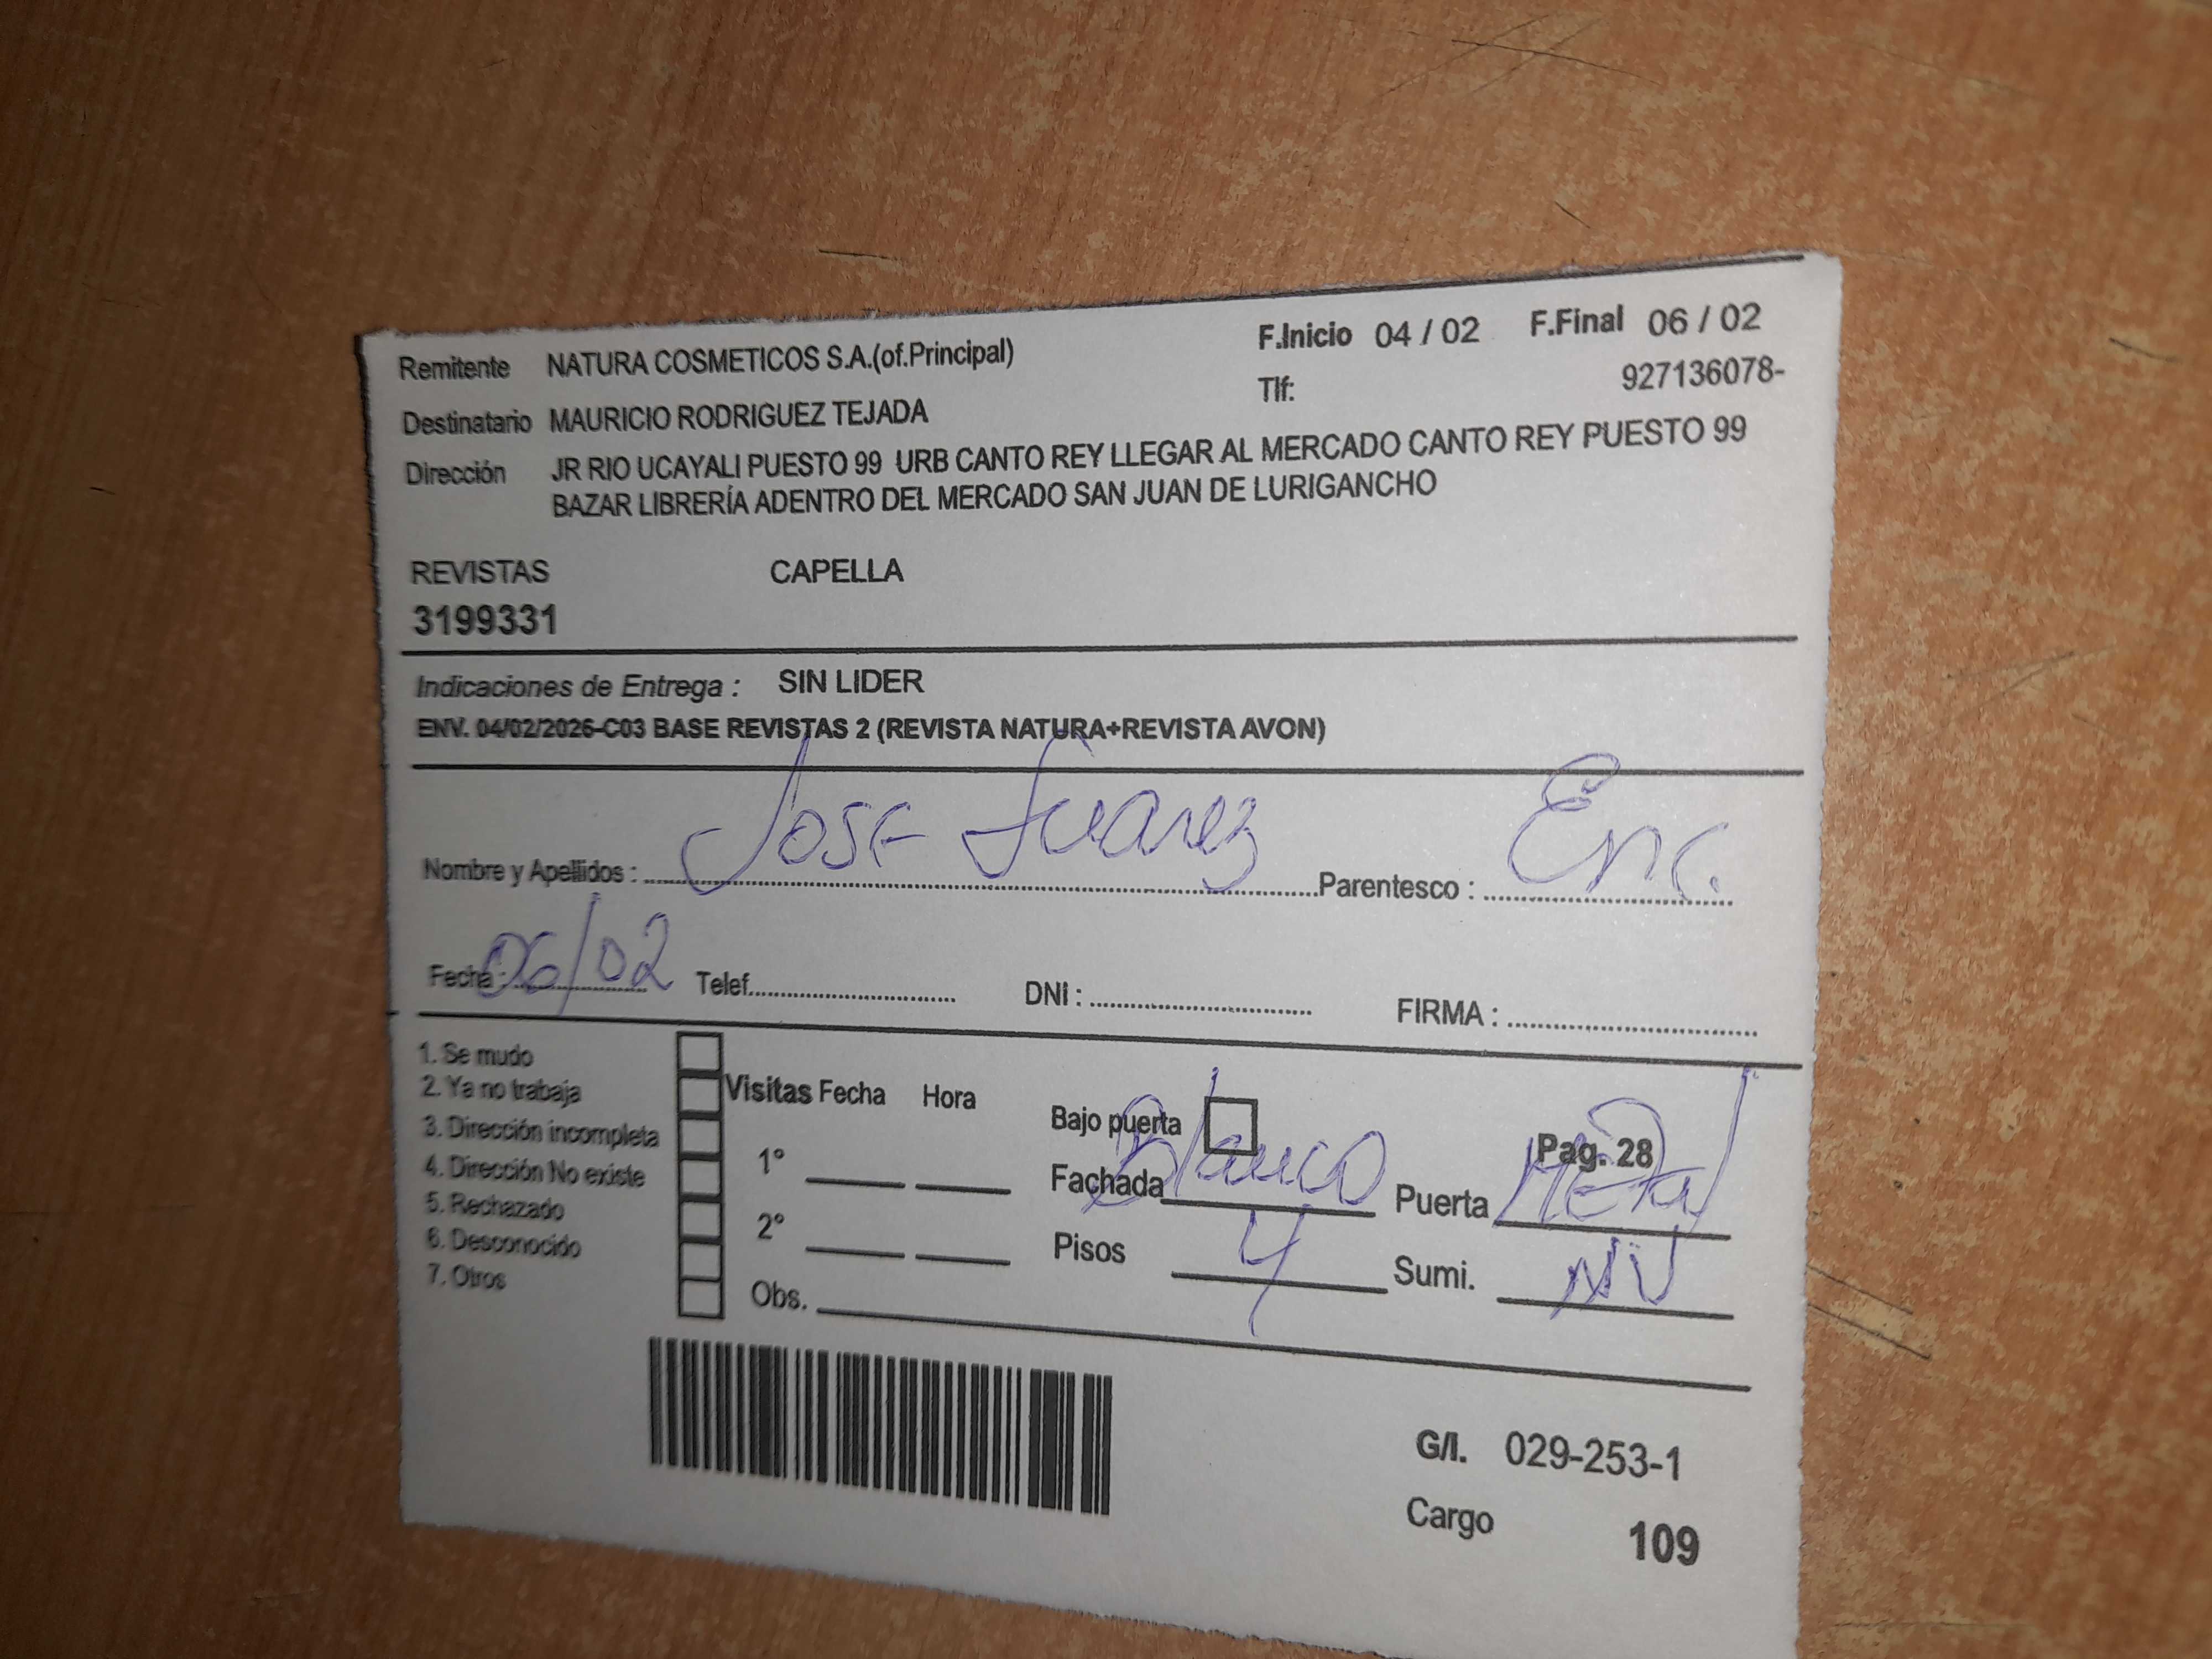 Remitente NATURA COSMETICOS S.A.(of.Principal) F.Inicio 04 / 02 F.Final 06 / 02
Tlf: 927136078-
Destinatario MAURICIO RODRIGUEZ TEJADA
Dirección JR RIO UCAYALI PUESTO 99 URB CANTO REY LLEGAR AL MERCADO CANTO REY PUESTO 99
BAZAR LIBRERÍA ADENTRO DEL MERCADO SAN JUAN DE LURIGANCHO
REVISTAS CAPELLA
3199331
Indicaciones de Entrega : SIN LIDER
ENV. 04/02/2026-C03 BASE REVISTAS 2 (REVISTA NATURA+REVISTA AVON)
Nombre y Apellidos : Jose Suarez Parentesco : Enc.
Fecha : 06/02 Telef. DNI : FIRMA :
1. Se mudo
2. Ya no trabaja
3. Dirección incompleta
4. Dirección No existe
5. Rechazado
6. Desconocido
7. Otros
Visitas Fecha Hora
1°
2°
Obs.
Bajo puerta Pag. 28
Fachada Blanco Puerta Metal
Pisos 4 Sumi. NV
G/I. 029-253-1
Cargo 109